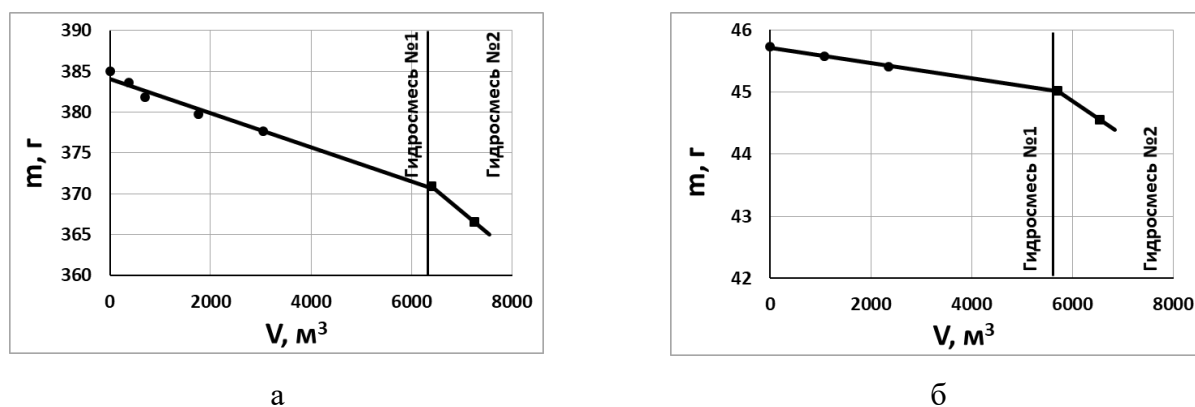 390
385
380
375
370
365
360
0
2000
4000
6000
8000
m, г
V, м³
Гидросмесь №1
Гидросмесь №2
а
46
45
44
43
42
0
2000
4000
6000
8000
m, г
V, м³
Гидросмесь №1
Гидросмесь №2
б